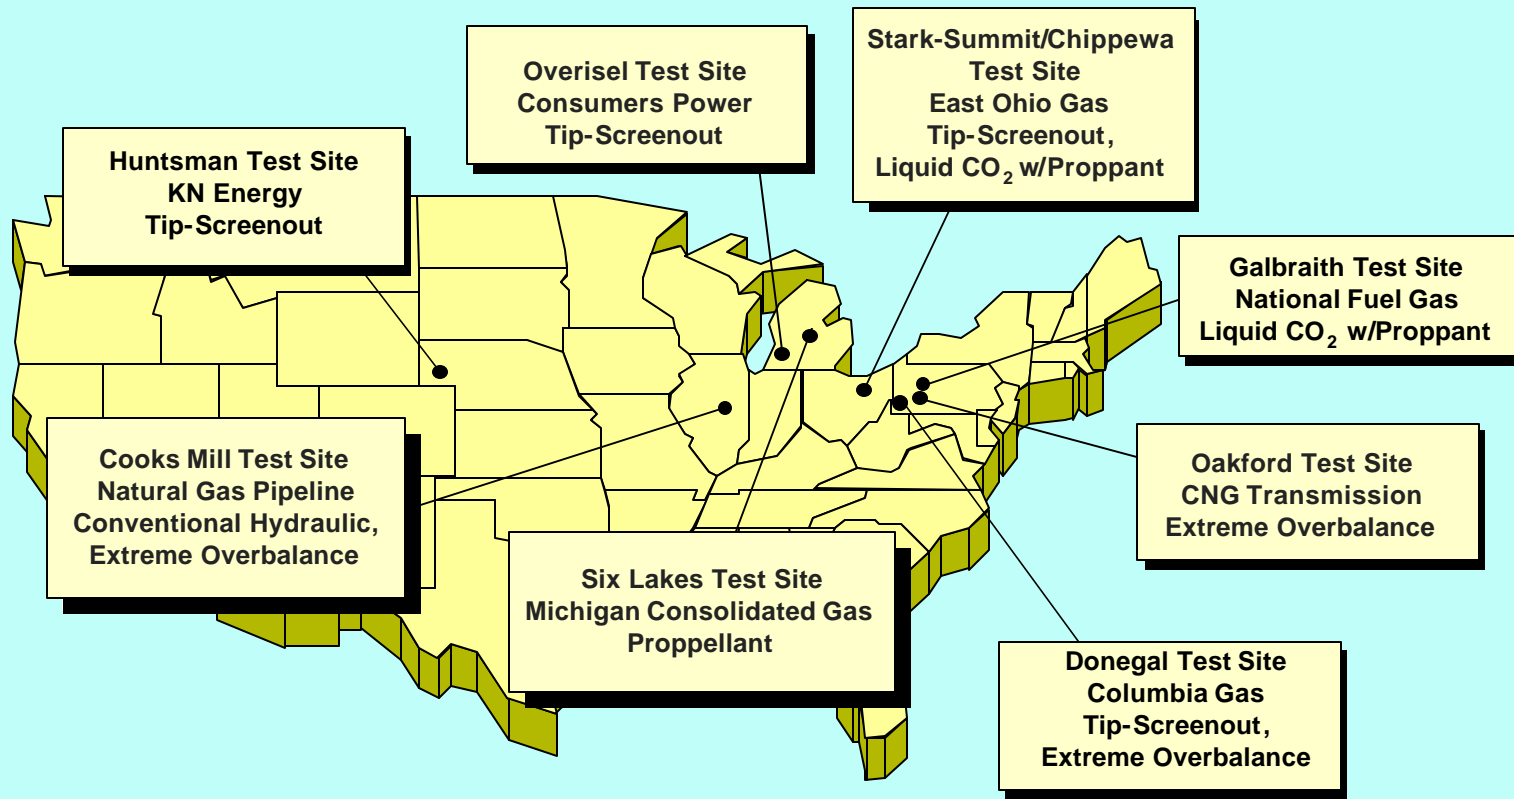 Overisel Test Site
Consumers Power
Tip-Screenout
Stark-Summit/Chippewa
Test Site
East Ohio Gas
Tip-Screenout,
Liquid CO₂ w/Proppant
Huntsman Test Site
KN Energy
Tip-Screenout
Galbraith Test Site
National Fuel Gas
Liquid CO₂ w/Proppant
Cooks Mill Test Site
Natural Gas Pipeline
Conventional Hydraulic,
Extreme Overbalance
Oakford Test Site
CNG Transmission
Extreme Overbalance
Six Lakes Test Site
Michigan Consolidated Gas
Proppellant
Donegal Test Site
Columbia Gas
Tip-Screenout,
Extreme Overbalance